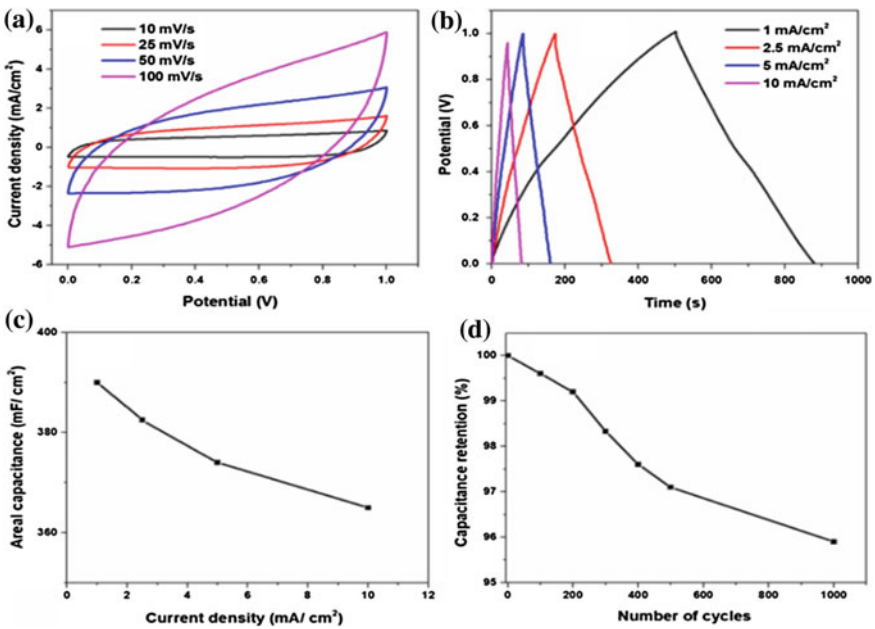 (a)
10 mV/s
25 mV/s
50 mV/s
100 mV/s
Current density (mA/cm²)
6
4
2
0
-2
-4
-6
0.0 0.2 0.4 0.6 0.8 1.0
Potential (V)
(b)
1 mA/cm²
2.5 mA/cm²
5 mA/cm²
10 mA/cm²
Potential (V)
1.0
0.8
0.6
0.4
0.2
0.0
0 200 400 600 800 1000
Time (s)
(c)
Areal capacitance (mF/ cm²)
400
380
360
0 2 4 6 8 10 12
Current density (mA/ cm²)
(d)
Capacitance retention (%)
100
99
98
97
96
95
0 200 400 600 800 1000
Number of cycles